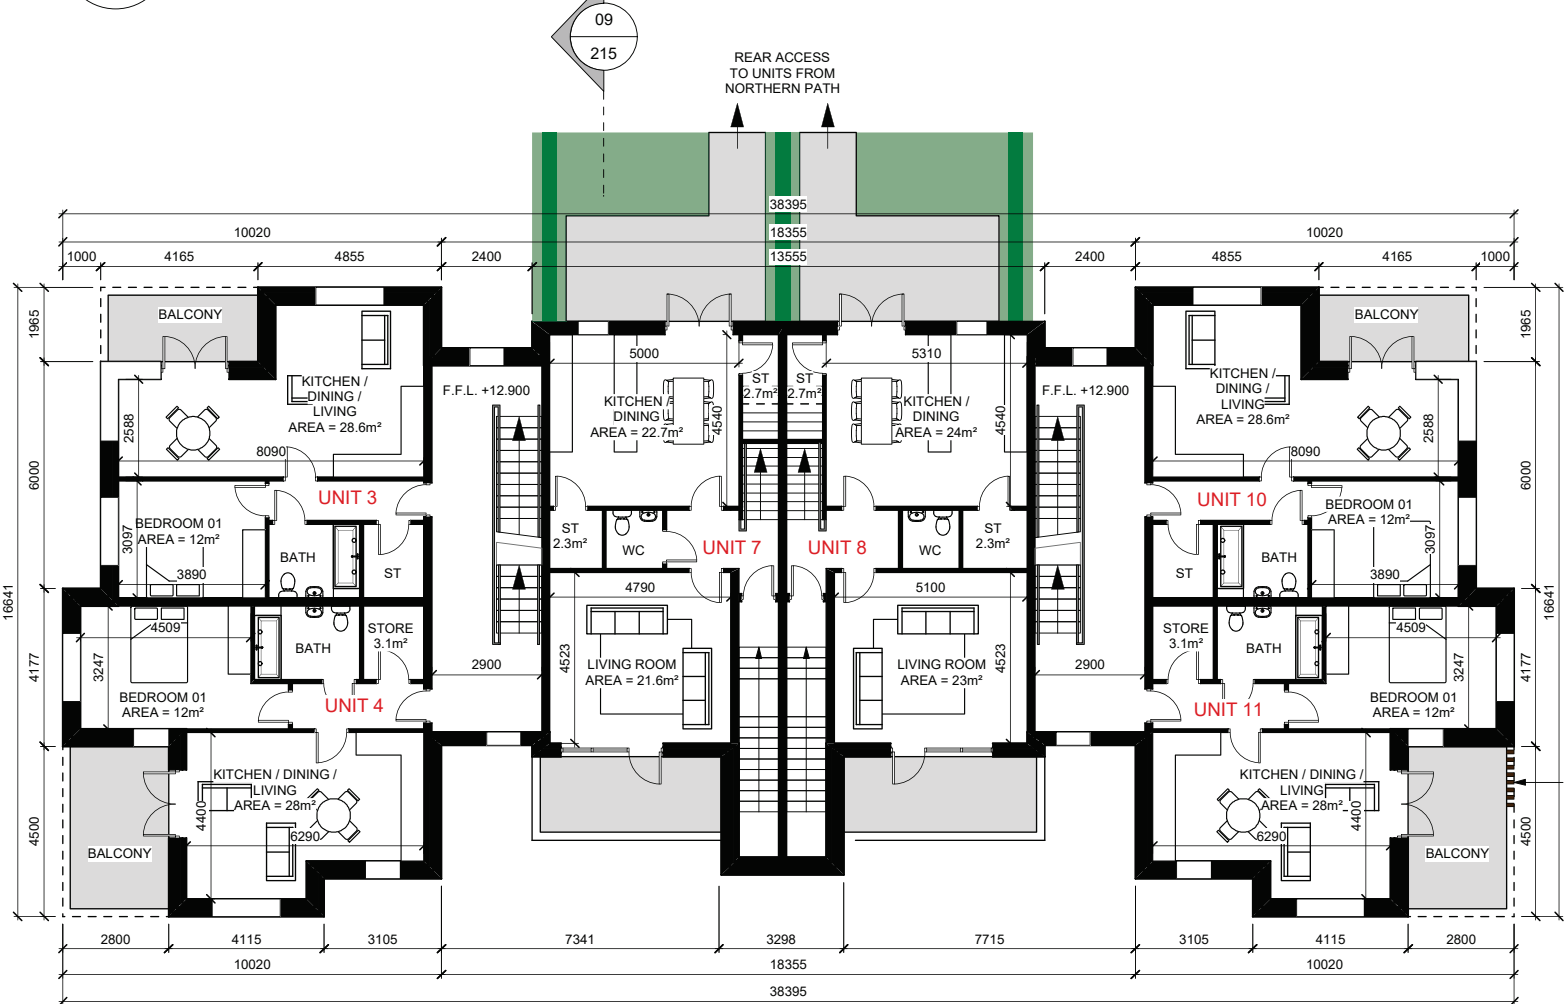 09
215
REAR ACCESS
TO UNITS FROM
NORTHERN PATH
38395
10020
18355
10020
1000
4165
4855
2400
13555
2400
4855
4165
1000
16641
1965
6000
4177
4500
BALCONY
KITCHEN /
DINING /
LIVING
AREA = 28.6m²
2588
8090
UNIT 3
BEDROOM 01
AREA = 12m²
3097
3890
BATH
ST
F.F.L. +12.900
4509
3247
BEDROOM 01
AREA = 12m²
BATH
STORE
3.1m²
UNIT 4
2900
KITCHEN / DINING /
LIVING
AREA = 28m²
4400
6290
BALCONY
5000
KITCHEN /
DINING
AREA = 22.7m²
4540
ST
2.7m²
ST
2.3m²
WC
UNIT 7
4790
LIVING ROOM
AREA = 21.6m²
4523
5310
ST
2.7m²
KITCHEN /
DINING
AREA = 24m²
4540
UNIT 8
WC
ST
2.3m²
5100
LIVING ROOM
AREA = 23m²
4523
F.F.L. +12.900
2900
BALCONY
KITCHEN /
DINING /
LIVING
AREA = 28.6m²
2588
8090
UNIT 10
BEDROOM 01
AREA = 12m²
3097
3890
BATH
ST
STORE
3.1m²
BATH
4509
3247
BEDROOM 01
AREA = 12m²
UNIT 11
KITCHEN / DINING /
LIVING
AREA = 28m²
4400
6290
BALCONY
1965
6000
4177
4500
16641
2800
4115
3105
7341
3298
7715
3105
4115
2800
10020
18355
10020
38395